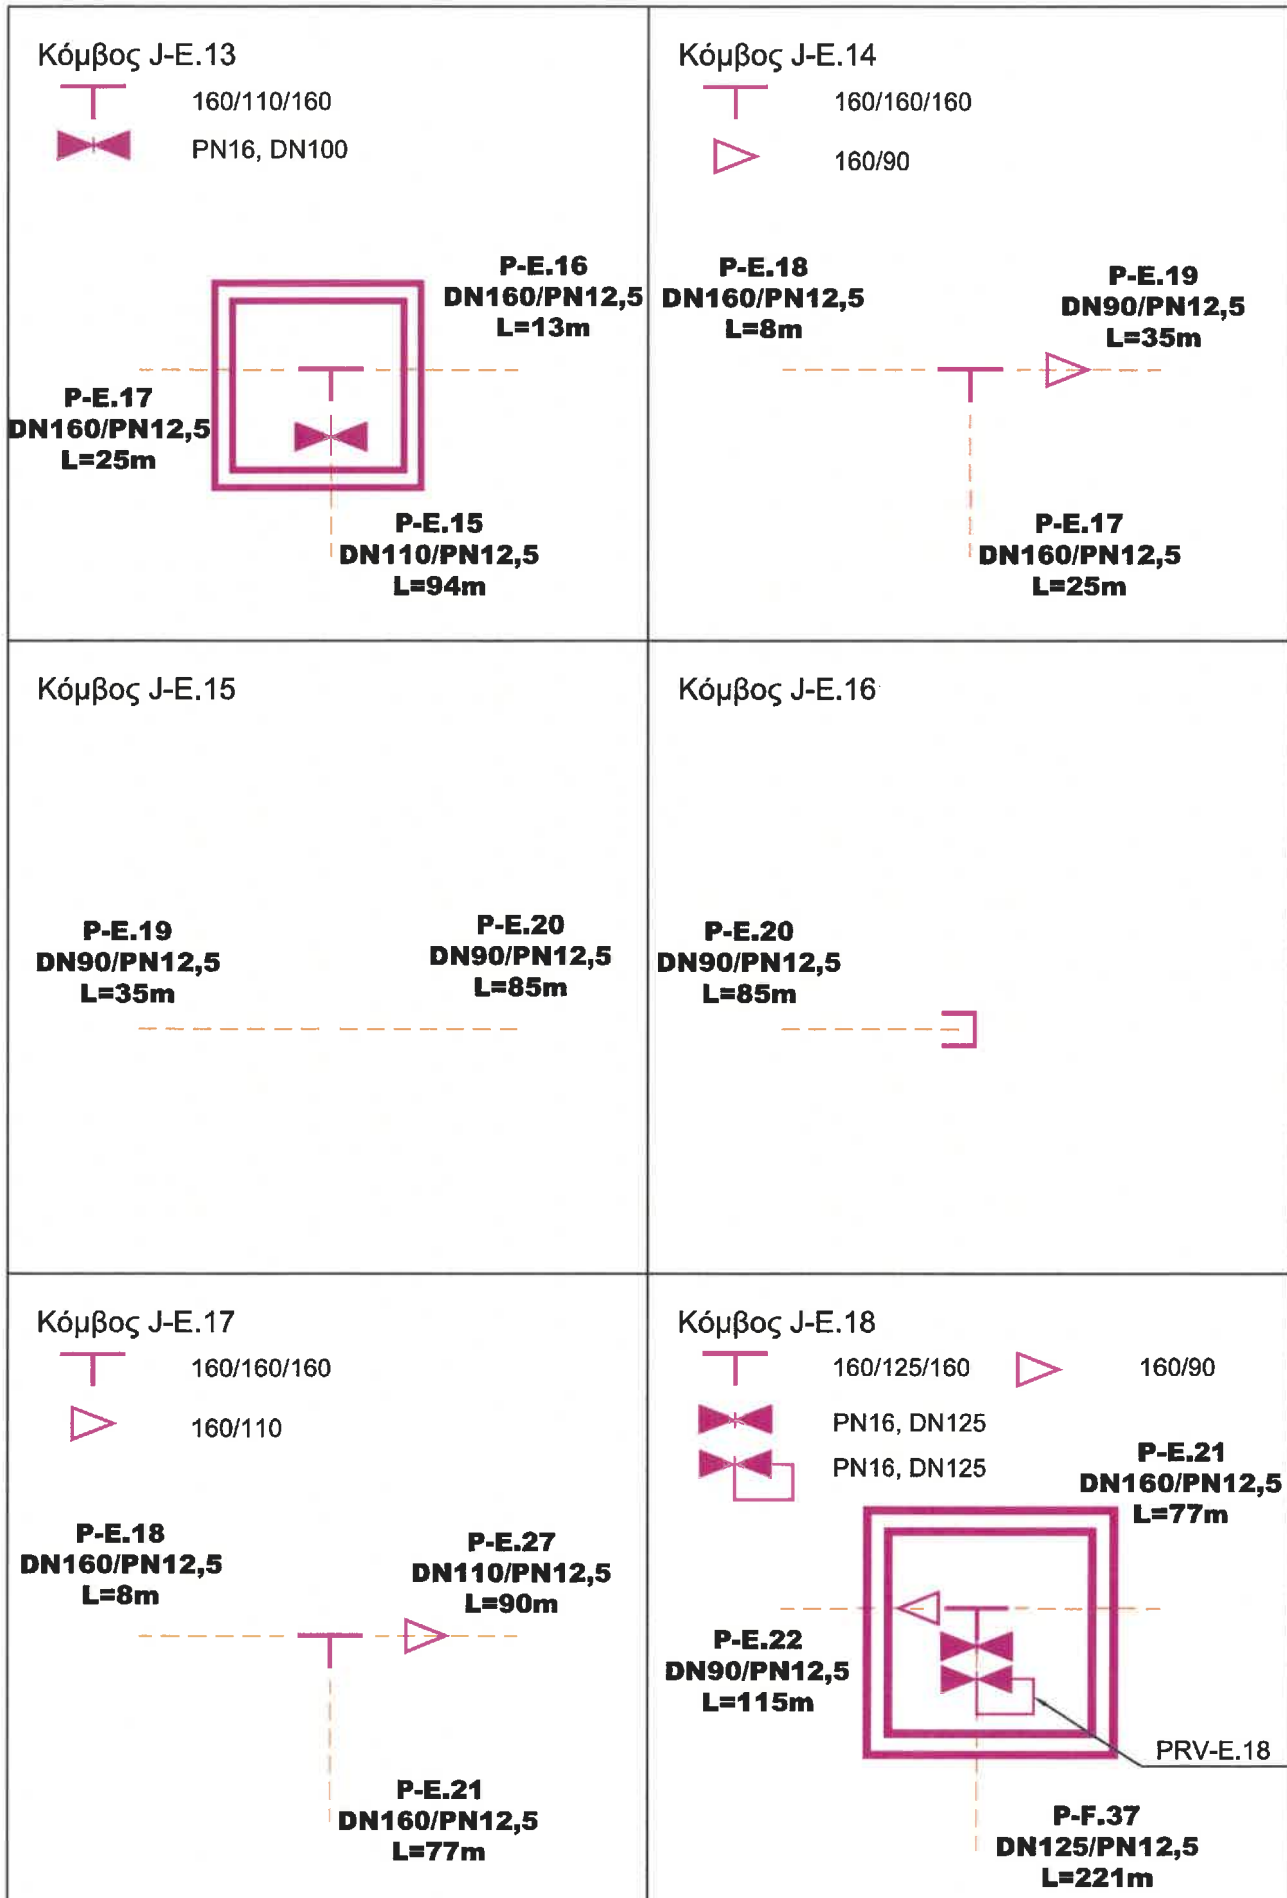 Κόμβος J-E.13
160/110/160
PN16, DN100
P-E.16
DN160/PN12,5
L=13m
P-E.17
DN160/PN12,5
L=25m
P-E.15
DN110/PN12,5
L=94m
Κόμβος J-E.14
160/160/160
160/90
P-E.18
DN160/PN12,5
L=8m
P-E.19
DN90/PN12,5
L=35m
P-E.17
DN160/PN12,5
L=25m
Κόμβος J-E.15
P-E.19
DN90/PN12,5
L=35m
P-E.20
DN90/PN12,5
L=85m
Κόμβος J-E.16
P-E.20
DN90/PN12,5
L=85m
Κόμβος J-E.17
160/160/160
160/110
P-E.18
DN160/PN12,5
L=8m
P-E.27
DN110/PN12,5
L=90m
P-E.21
DN160/PN12,5
L=77m
Κόμβος J-E.18
160/125/160
160/90
PN16, DN125
PN16, DN125
P-E.21
DN160/PN12,5
L=77m
P-E.22
DN90/PN12,5
L=115m
PRV-E.18
P-F.37
DN125/PN12,5
L=221m